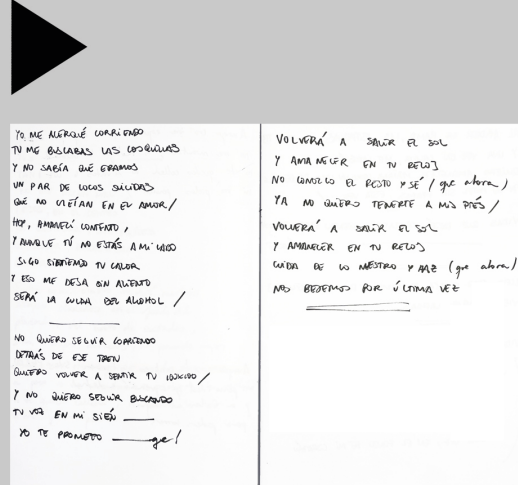 YO ME ACERQUÉ CORRIENDO
TU ME BUSCABAS LAS COSQUILLAS
Y NO SABÍA QUÉ ERAMOS
UN PAR DE LOCOS SUICIDAS
QUE NO CREÍAN EN EL AMOR/
HOY, AMANECÍ CONTENTO,
Y AUNQUE TÚ NO ESTÁS A MI LADO
SIGO SINTIENDO TU CALOR
Y ESO ME DEJA SIN ALIENTO
SERÁ LA CULPA DEL ALCOHOL /
NO QUIERO SEGUIR CORRIENDO
DETRÁS DE ESE TREN
QUIERO VOLVER A SENTIR TU /
Y NO QUIERO SEGUIR BUSCANDO
TU VOZ EN MI SIÉN
YO TE PROMETO
VOLVERÁ A SALIR EL SOL
Y AMANECER EN TU RELOJ
NO CONOZCO EL RESTO Y SÉ / (que ahora)
YA NO QUIERO TENERTE A MIS PIÉS /
VOLVERÁ A SALIR EL SOL
Y AMANECER EN TU RELOJ
CUIDA DE LO NUESTRO Y HAZ (que ahora) /
NOS BESEMOS POR ÚLTIMA VEZ